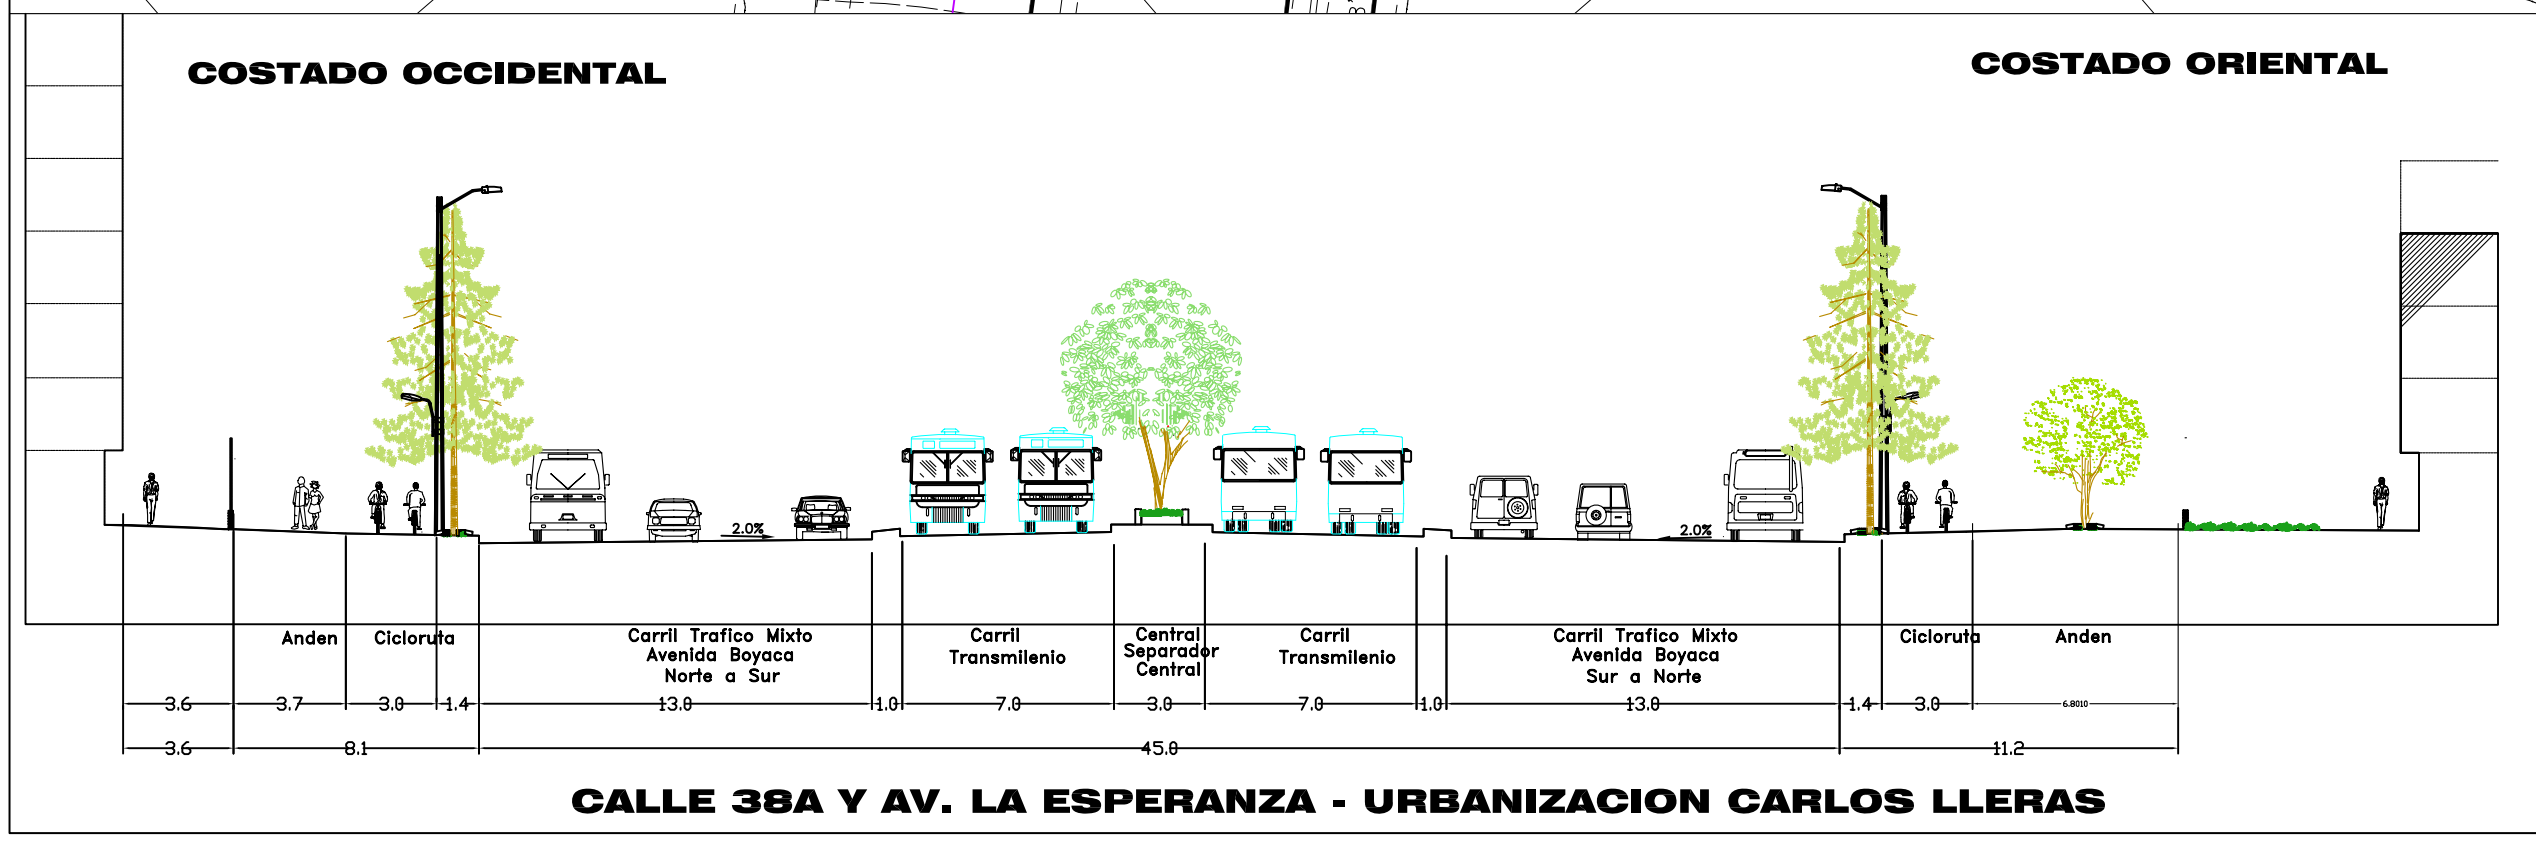 COSTADO OCCIDENTAL
COSTADO ORIENTAL
2.0%
2.0%
Anden
Cicloruta
Carril Trafico Mixto
Avenida Boyaca
Norte a Sur
Carril
Transmilenio
Central
Separador
Central
Carril
Transmilenio
Carril Trafico Mixto
Avenida Boyaca
Sur a Norte
Cicloruta
Anden
3.6 3.7 3.0 1.4 13.0 1.0 7.0 3.0 7.0 1.0 13.0 1.4 3.0 6.8010
3.6 8.1 45.0 11.2
CALLE 38A Y AV. LA ESPERANZA - URBANIZACION CARLOS LLERAS